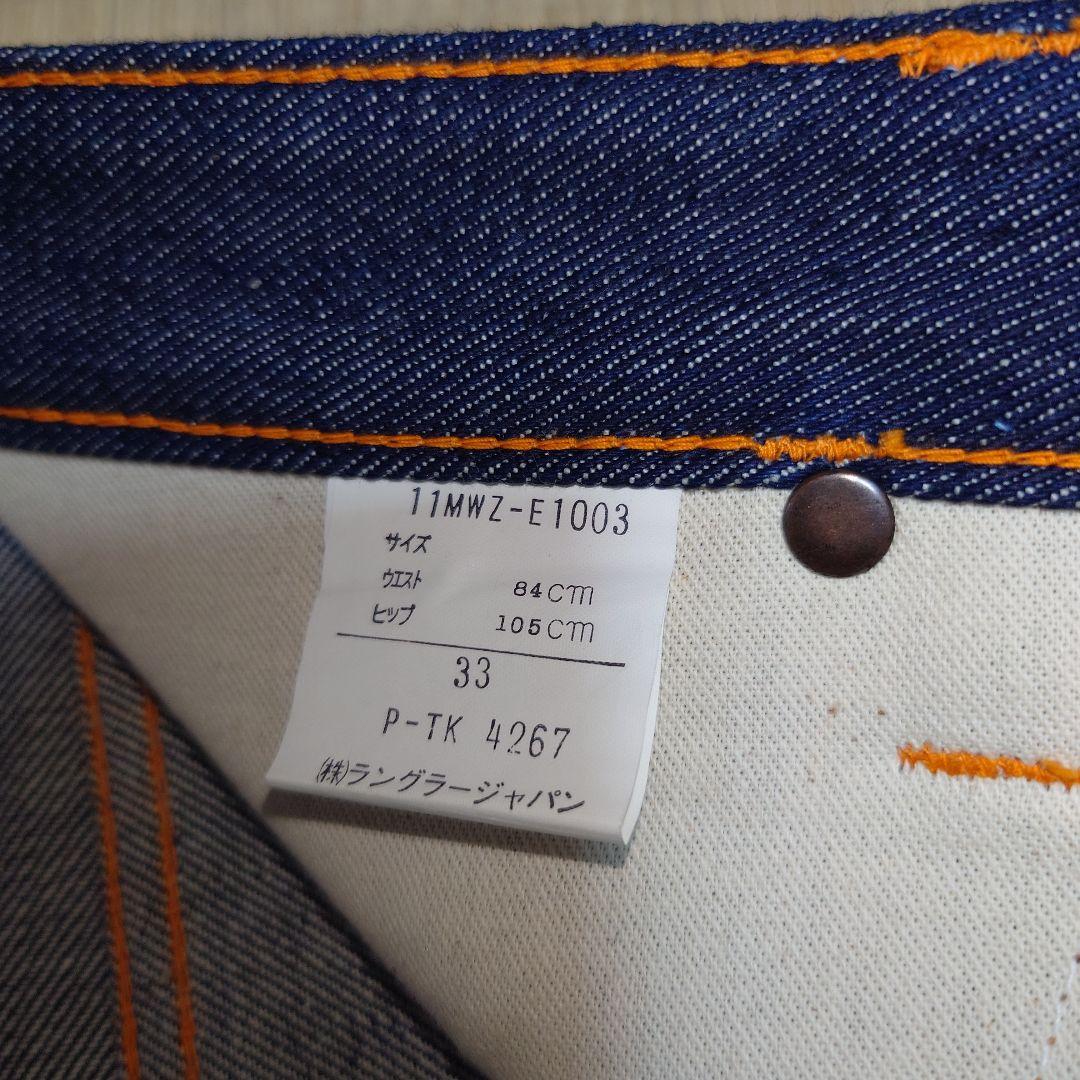 11MWZ-E1003
サイズ
ウエスト 84cm
ヒップ 105cm
33
P-TK 4267
(株)ラングラージャパン